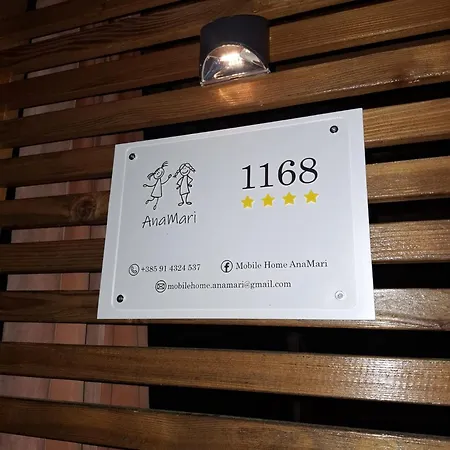 1168
AnaMari
+385 91 4324 537
Mobile Home AnaMari
mobilehome.anamari@gmail.com